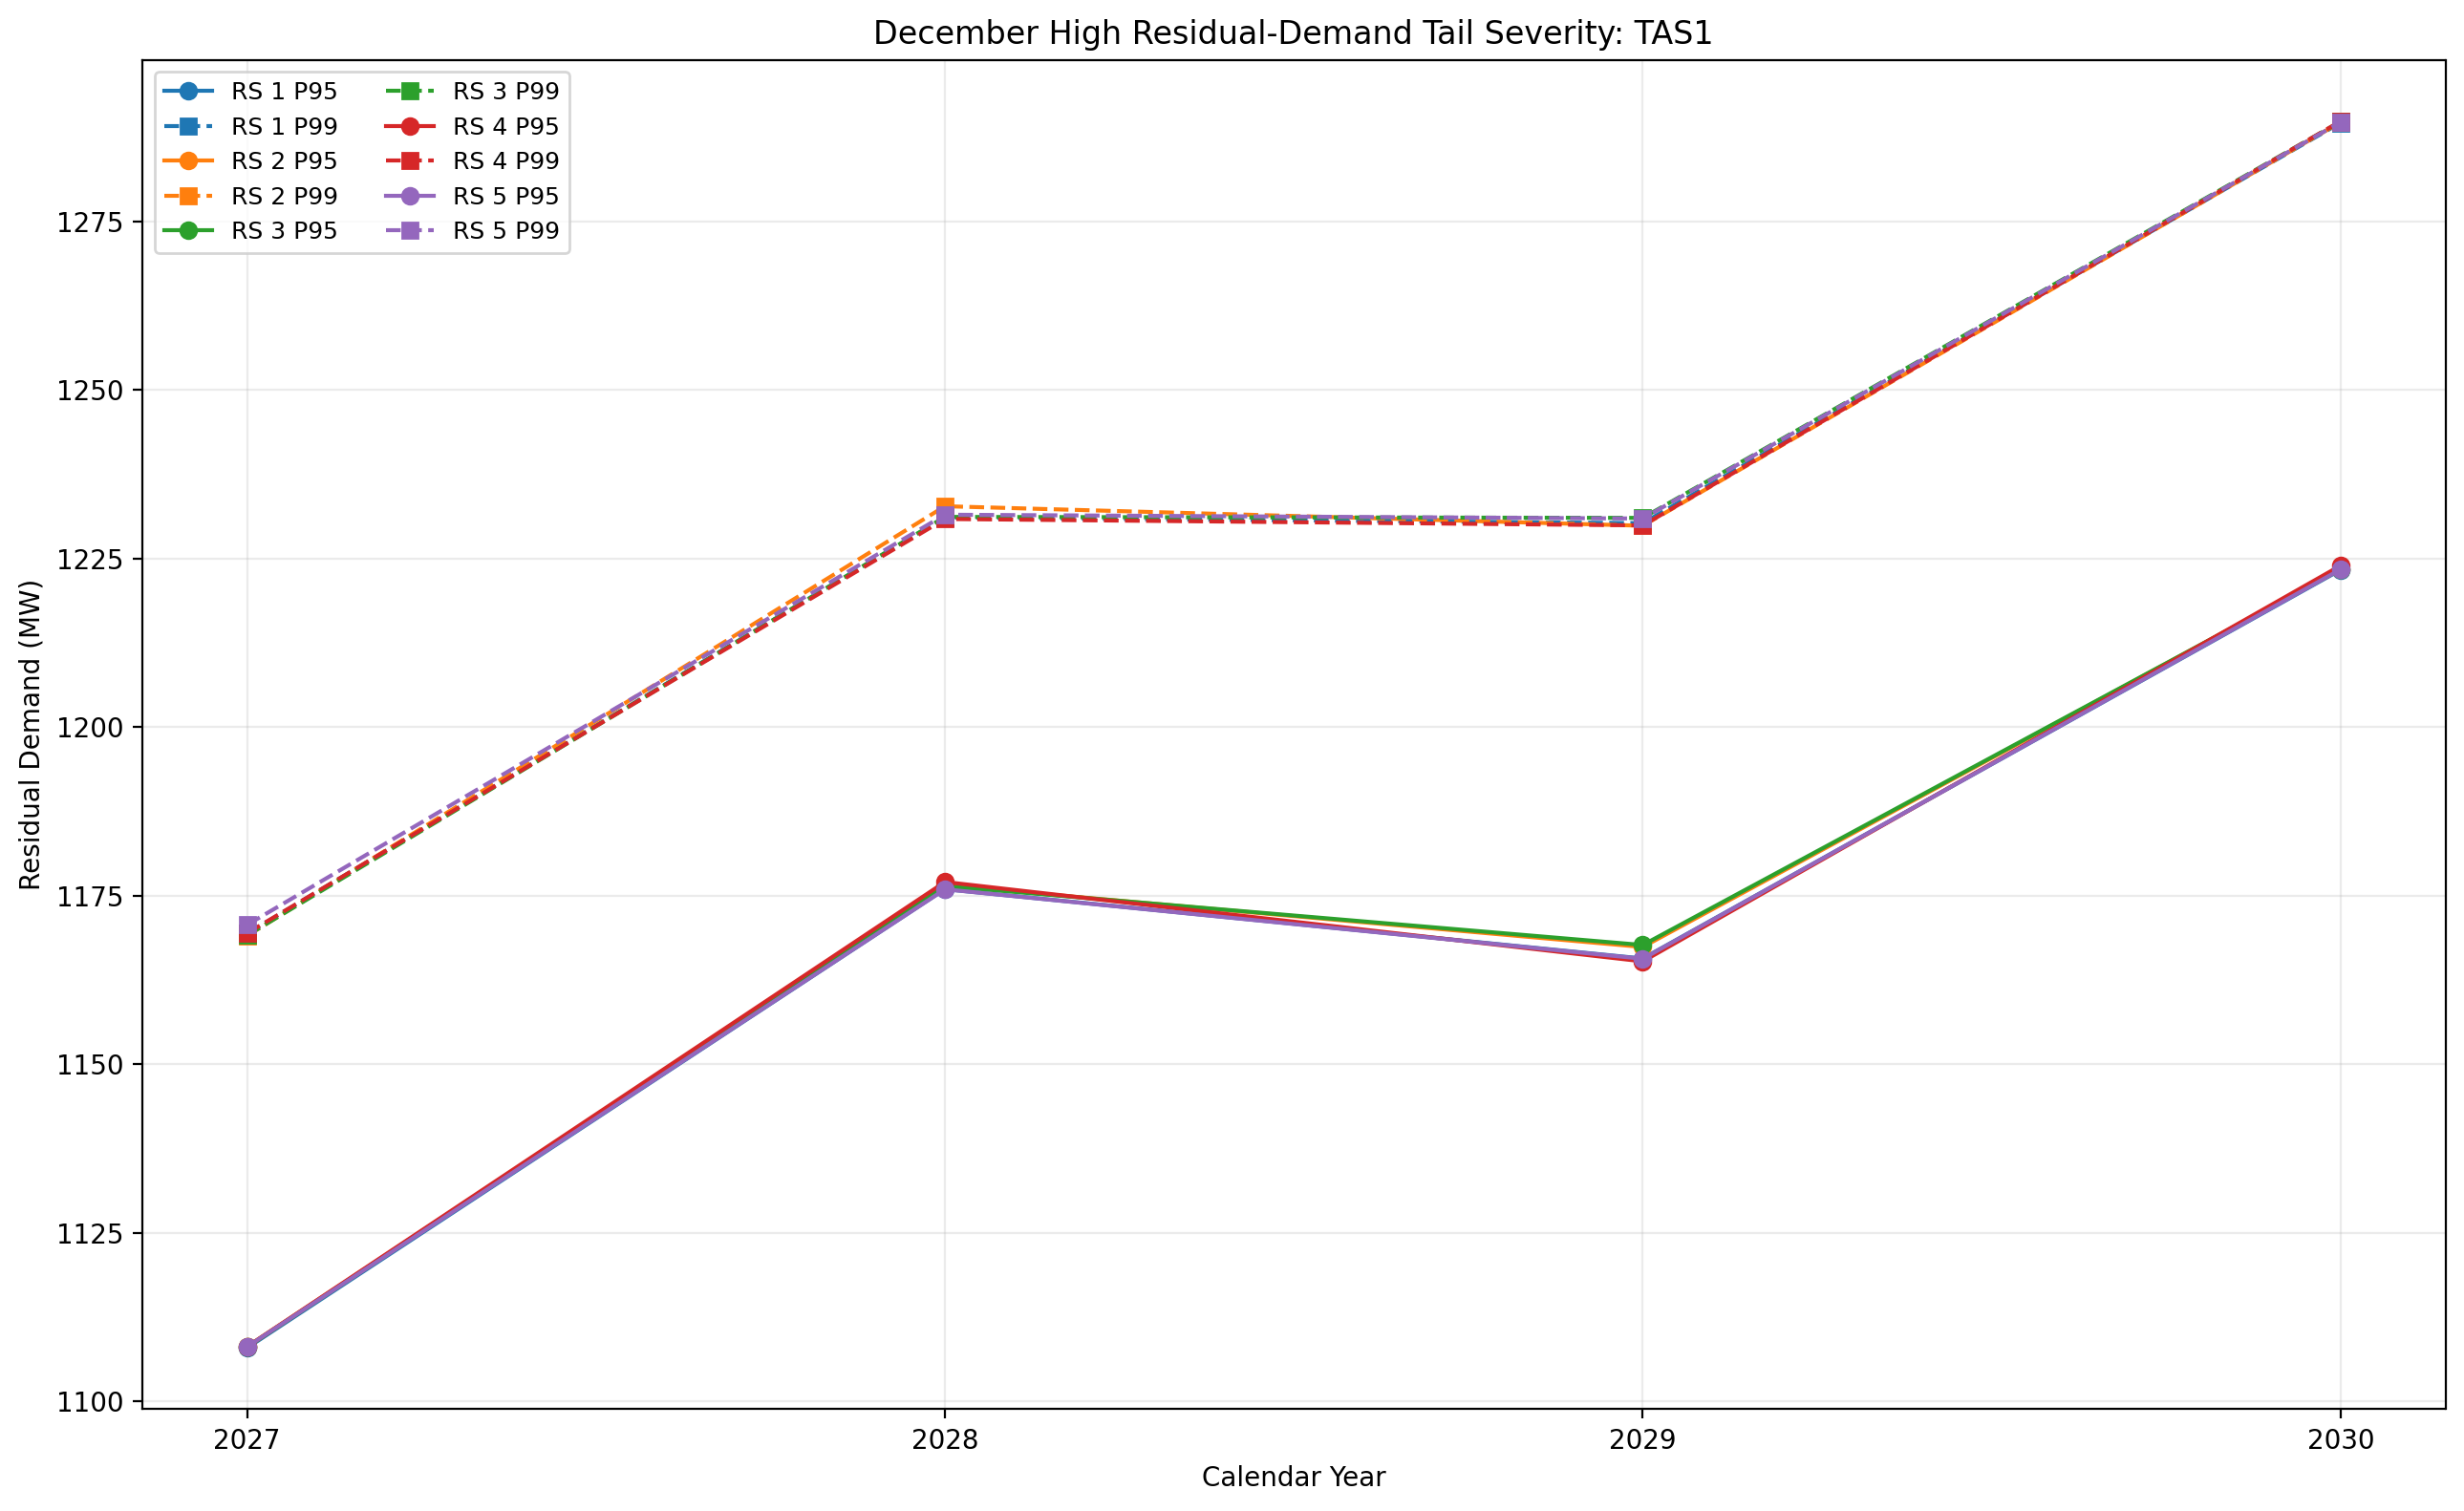 December High Residual-Demand Tail Severity: TAS1
RS 1 P95
RS 1 P99
RS 2 P95
RS 2 P99
RS 3 P95
RS 3 P99
RS 4 P95
RS 4 P99
RS 5 P95
RS 5 P99
Residual Demand (MW)
1275
1250
1225
1200
1175
1150
1125
1100
2027 2028 2029 2030
Calendar Year